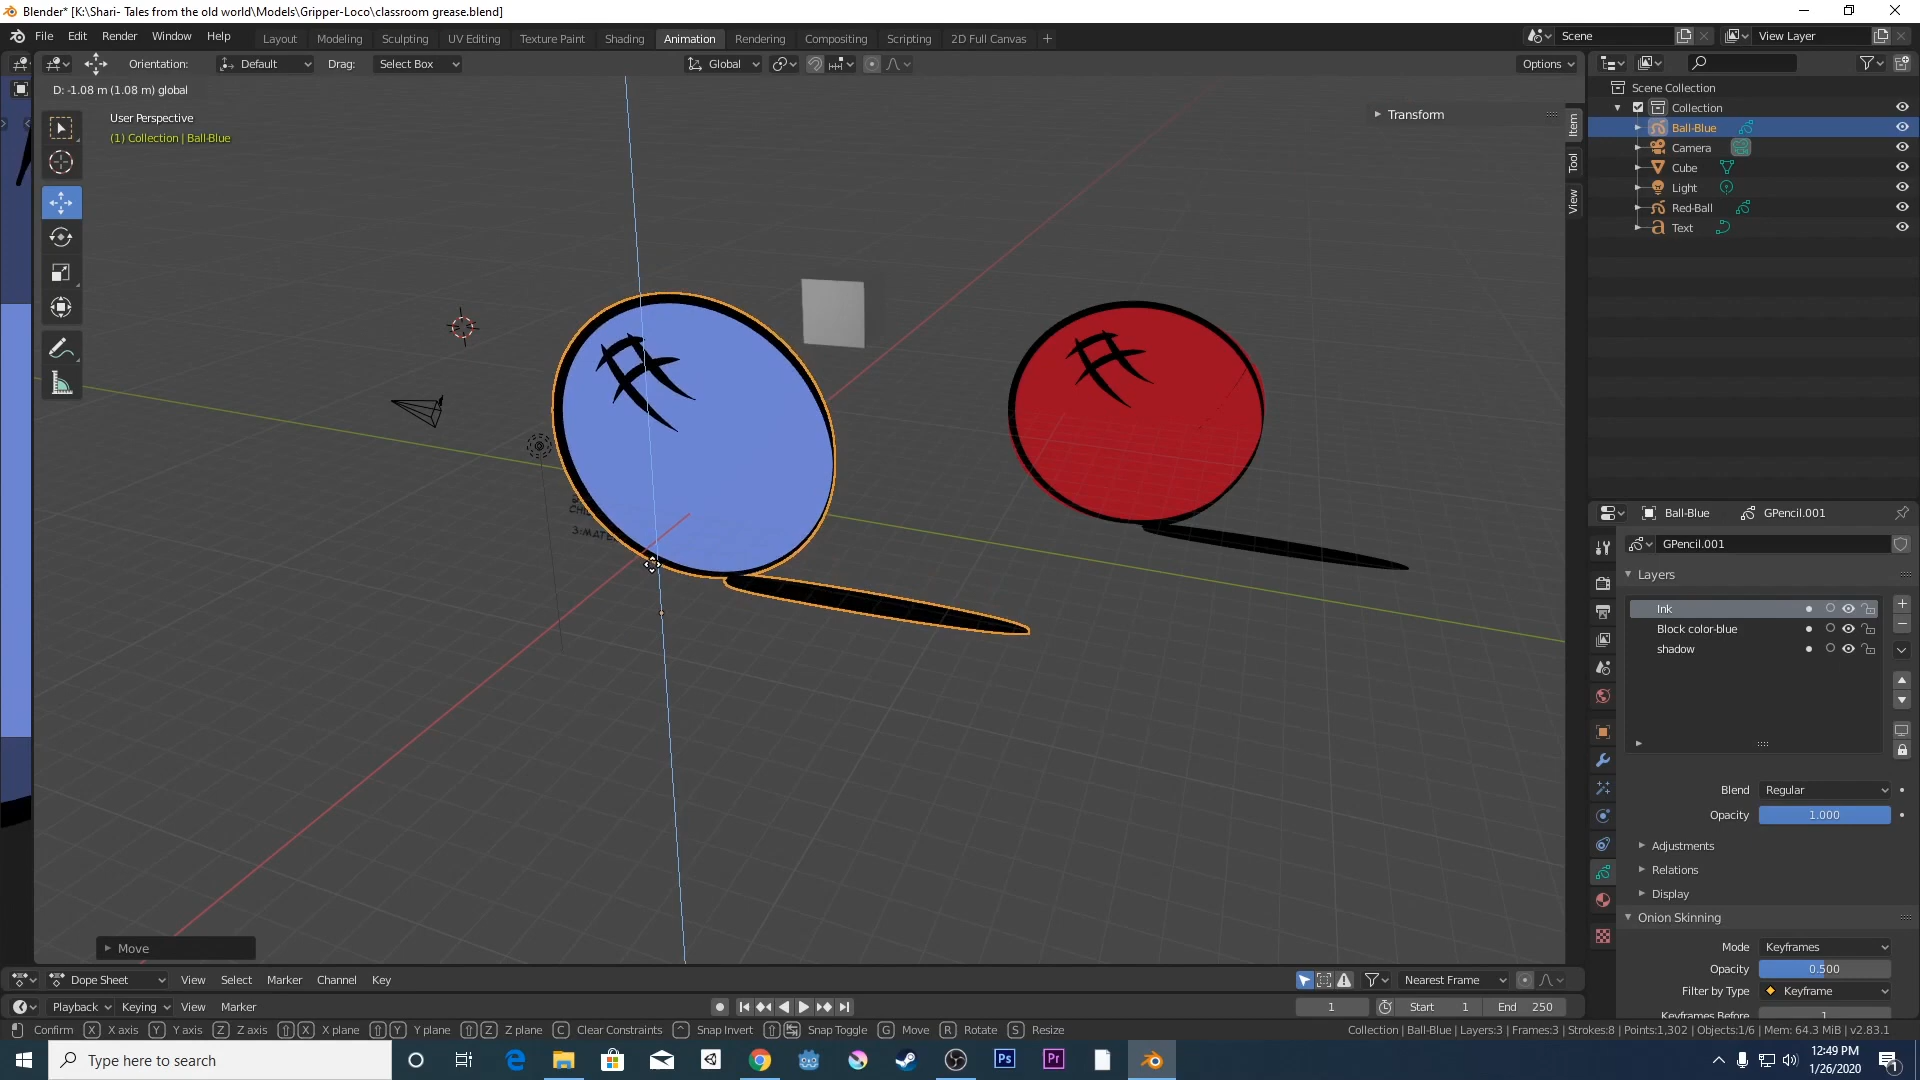 Blender* [K:\Shari- Tales from the old world\Models\Gripper-Loco\classroom grease.blend]
File Edit Render Window Help Layout Modeling Sculpting UV Editing Texture Paint Shading Animation Rendering Compositing Scripting 2D Full Canvas + Scene View Layer
Orientation: Default Drag: Select Box Global Options
D: -1.08 m (1.08 m) global
User Perspective
(1) Collection | Ball-Blue
Transform
Item
Tool
View
Scene Collection
Collection
Ball-Blue
Camera
Cube
Light
Red-Ball
Text
Ball-Blue GPencil.001
GPencil.001
Layers
Ink
Block color-blue
shadow
Blend Regular
Opacity 1.000
Adjustments
Relations
Display
Onion Skinning
Mode Keyframes
Opacity 0.500
Filter by Type Keyframe
Keyframes Before 1
Move
Dope Sheet View Select Marker Channel Key Nearest Frame
Playback Keying View Marker 1 Start 1 End 250
Confirm X X axis Y Y axis Z Z axis X X plane Y Y plane Z Z plane C Clear Constraints ^ Snap Invert Snap Toggle G Move R Rotate S Resize Collection | Ball-Blue | Layers:3 | Frames:3 | Strokes:8 | Points:1,302 | Objects:1/6 | Mem: 64.3 MiB | v2.83.1
Type here to search Ps Pr 12:49 PM
1/26/2020 1